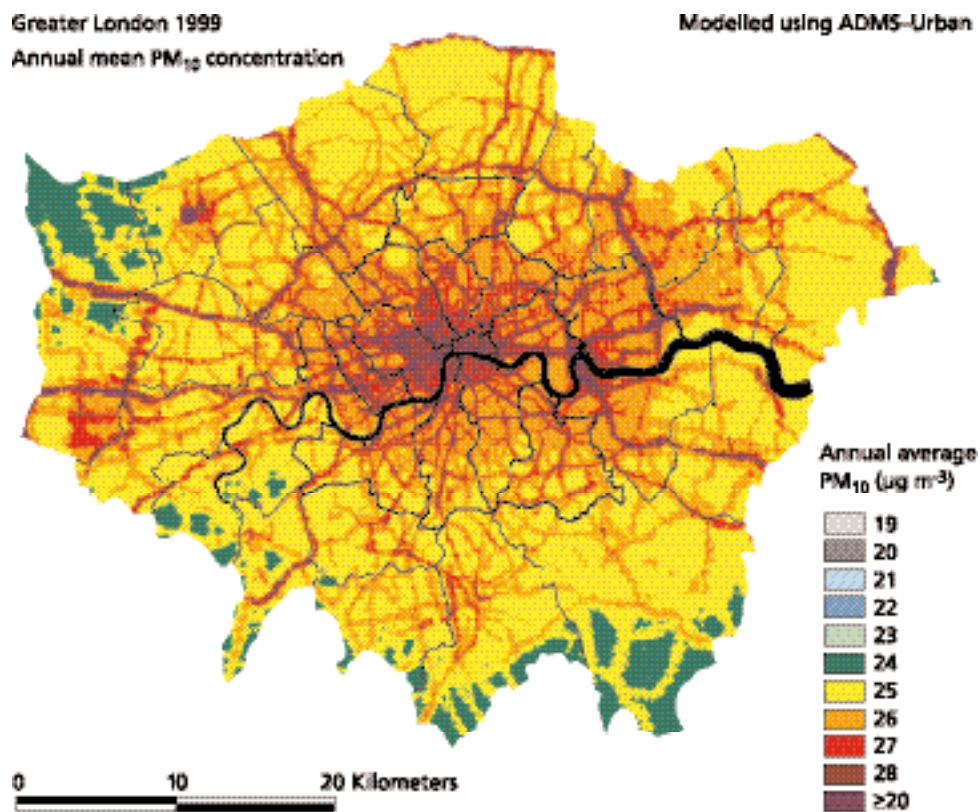 Greater London 1999
Modelled using ADMS–Urban
Annual mean PM₁₀ concentration
Annual average
PM₁₀ (μg m⁻³)
19
20
21
22
23
24
25
26
27
28
≥20
0 10 20 Kilometers